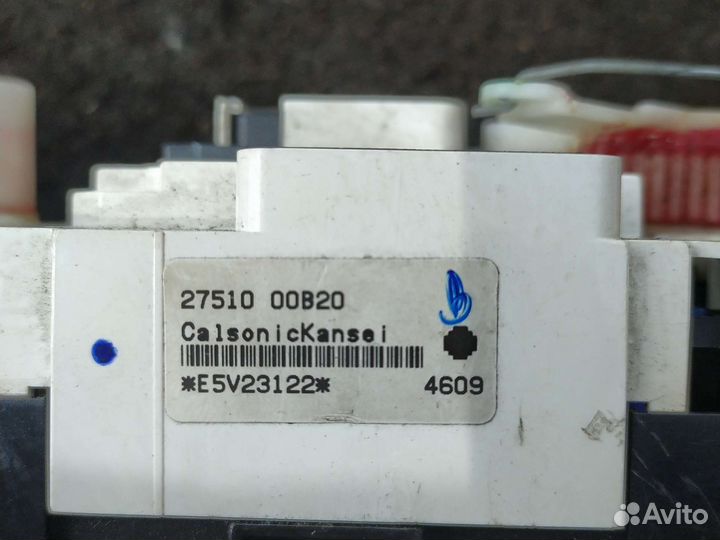 27510 00B20
CalsonicKansei
*E5V23122*
4609
Avito